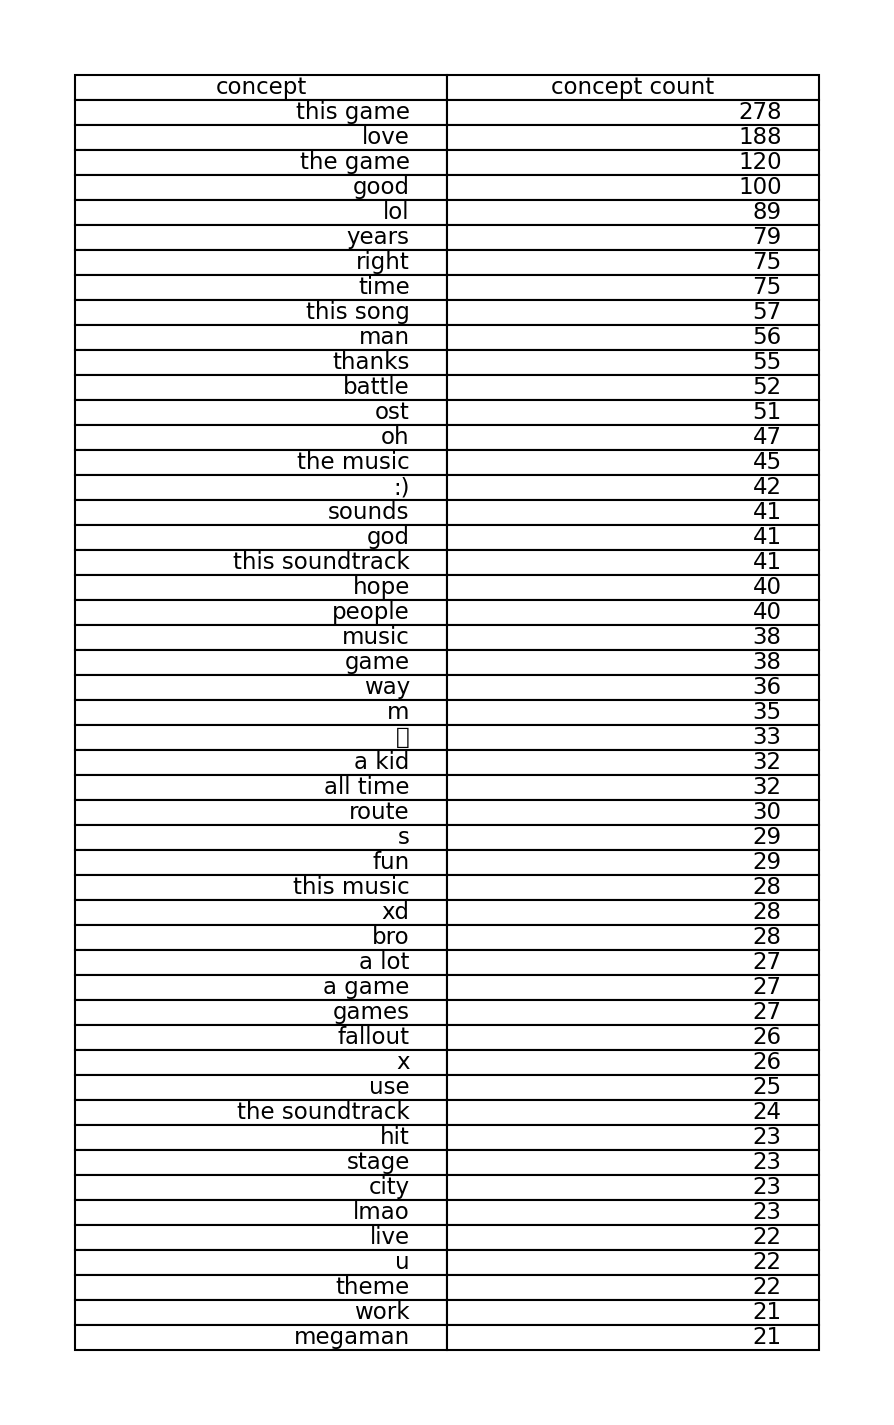 concept concept count
this game 278
love 188
the game 120
good 100
lol 89
years 79
right 75
time 75
this song 57
man 56
thanks 55
battle 52
ost 51
oh 47
the music 45
:) 42
sounds 41
god 41
this soundtrack 41
hope 40
people 40
music 38
game 38
way 36
m 35
33
a kid 32
all time 32
route 30
s 29
fun 29
this music 28
xd 28
bro 28
a lot 27
a game 27
games 27
fallout 26
x 26
use 25
the soundtrack 24
hit 23
stage 23
city 23
lmao 23
live 22
u 22
theme 22
work 21
megaman 21